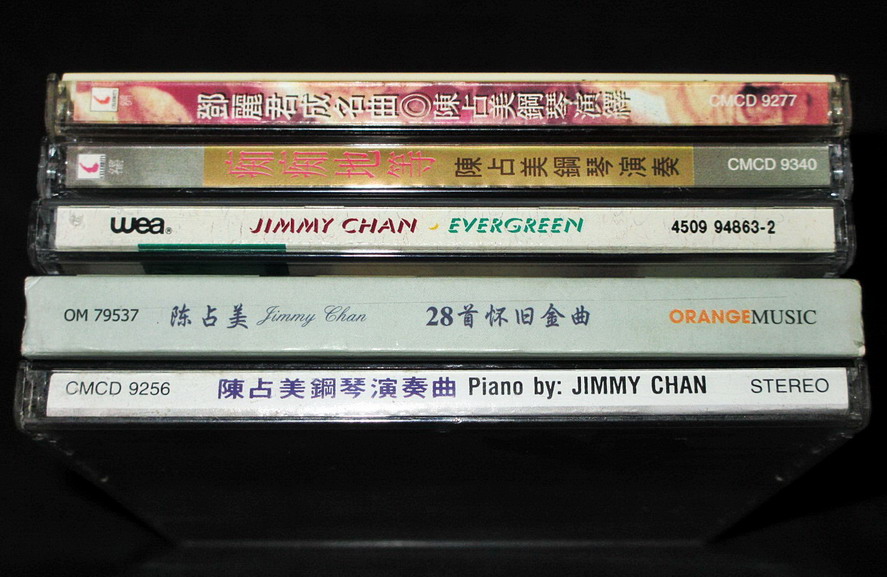 鄧麗君成名曲◎陳占美鋼琴演繹 CMCD 9277
痴痴地等 陳占美鋼琴演奏 CMCD 9340
wea® JIMMY CHAN EVERGREEN 4509 94863-2
OM 79537 陈占美 Jimmy Chan 28首怀旧金曲 ORANGEMUSIC
CMCD 9256 陳占美鋼琴演奏曲 Piano by: JIMMY CHAN STEREO